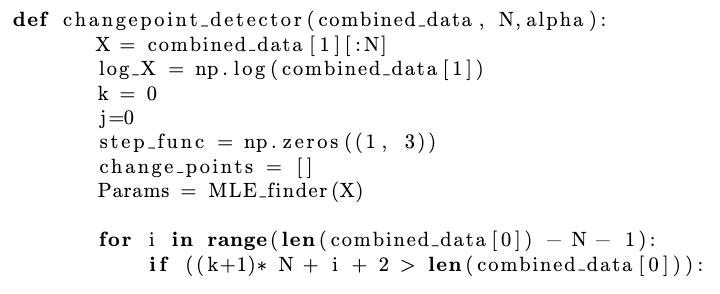 def changepoint_detector(combined_data, N, alpha):
X = combined_data[1][:N]
log_X = np.log(combined_data[1])
k = 0
j=0
step_func = np.zeros((1, 3))
change_points = []
Params = MLE_finder(X)
for i in range(len(combined_data[0]) − N − 1):
if ((k+1)* N + i + 2 > len(combined_data[0])):